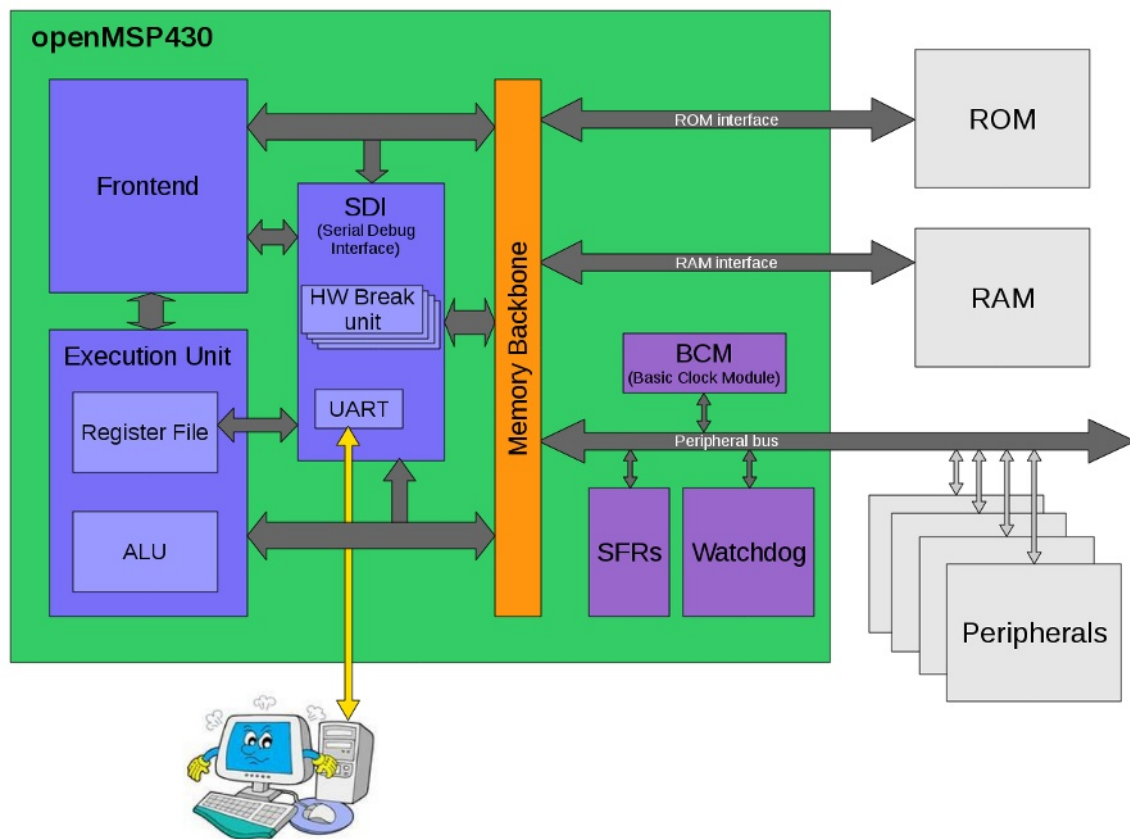 openMSP430
Frontend
SDI
(Serial Debug
Interface)
HW Break
unit
UART
Execution Unit
Register File
ALU
Memory Backbone
ROM interface
ROM
RAM interface
RAM
BCM
(Basic Clock Module)
Peripheral bus
SFRs
Watchdog
Peripherals